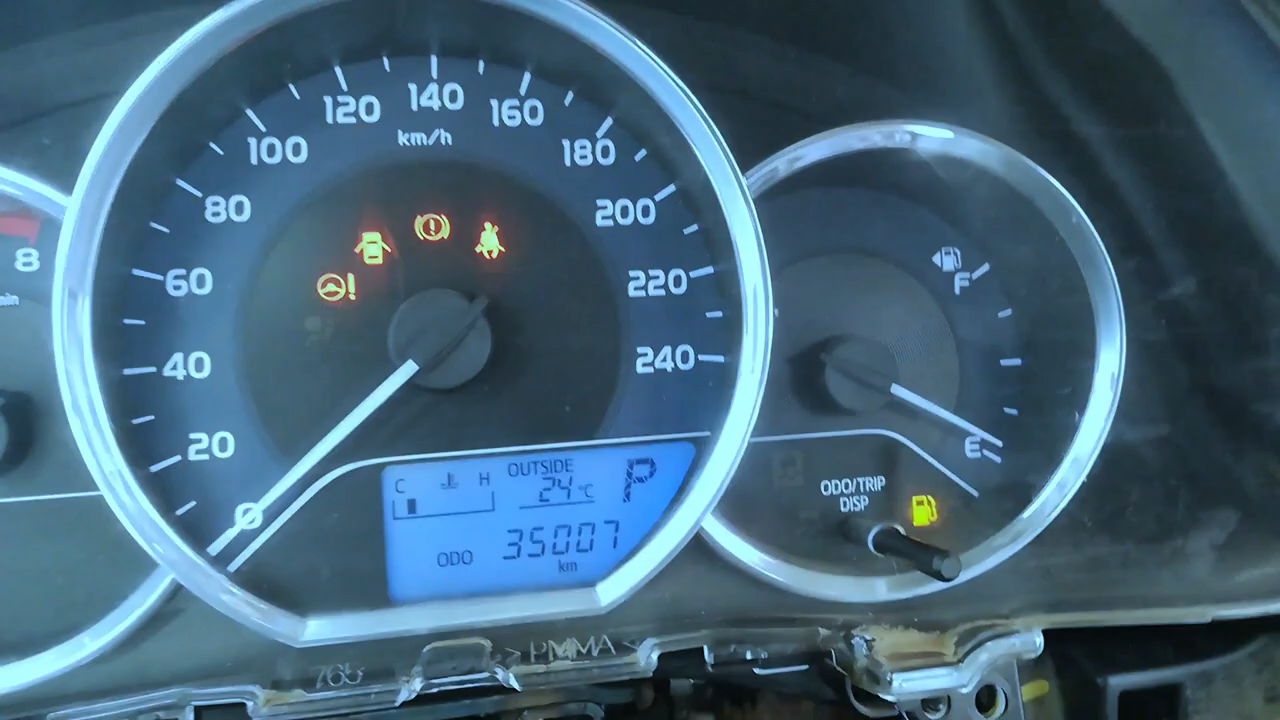 120
140
160
100
km/h
180
80
200
8
min
60
220
40
240
20
0
F
E
C
H
OUTSIDE
24 °C
P
ODO/TRIP
DISP
ODO
35007
km
>PMMA<